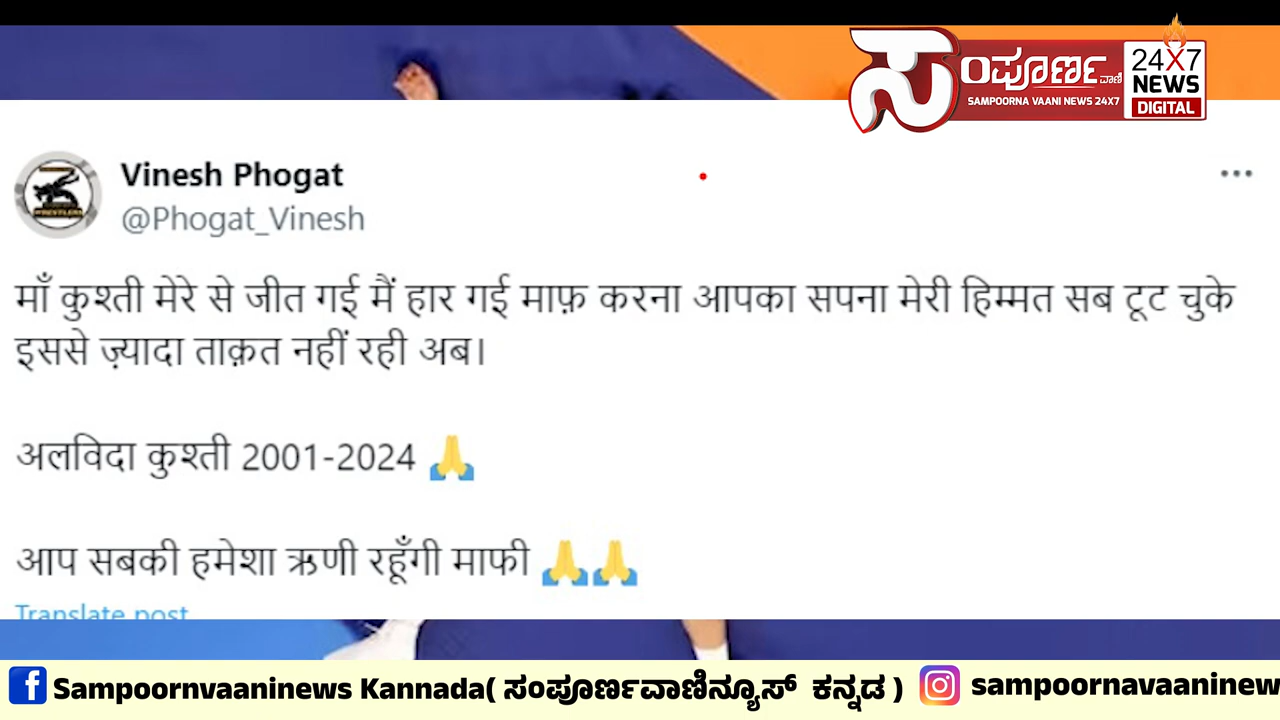 ಸಂಪೂರ್ಣ ವಾಣಿ
SAMPOORNA VAANI NEWS 24X7
24X7
NEWS
DIGITAL
Vinesh Phogat
@Phogat_Vinesh
माँ कुश्ती मेरे से जीत गई मैं हार गई माफ़ करना आपका सपना मेरी हिम्मत सब टूट चुके
इससे ज़्यादा ताक़त नहीं रही अब।
अलविदा कुश्ती 2001-2024 🙏
आप सबकी हमेशा ऋणी रहूँगी माफी 🙏🙏
Translate post
Sampoornvaaninews Kannada( ಸಂಪೂರ್ಣವಾಣಿನ್ಯೂಸ್ ಕನ್ನಡ )
sampoornavaaninew